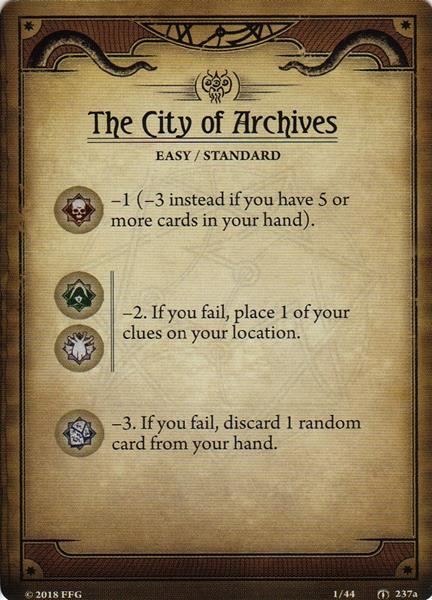 The City of Archives
EASY / STANDARD
–1 (–3 instead if you have 5 or
more cards in your hand).
–2. If you fail, place 1 of your
clues on your location.
–3. If you fail, discard 1 random
card from your hand.
© 2018 FFG 1/44 237a